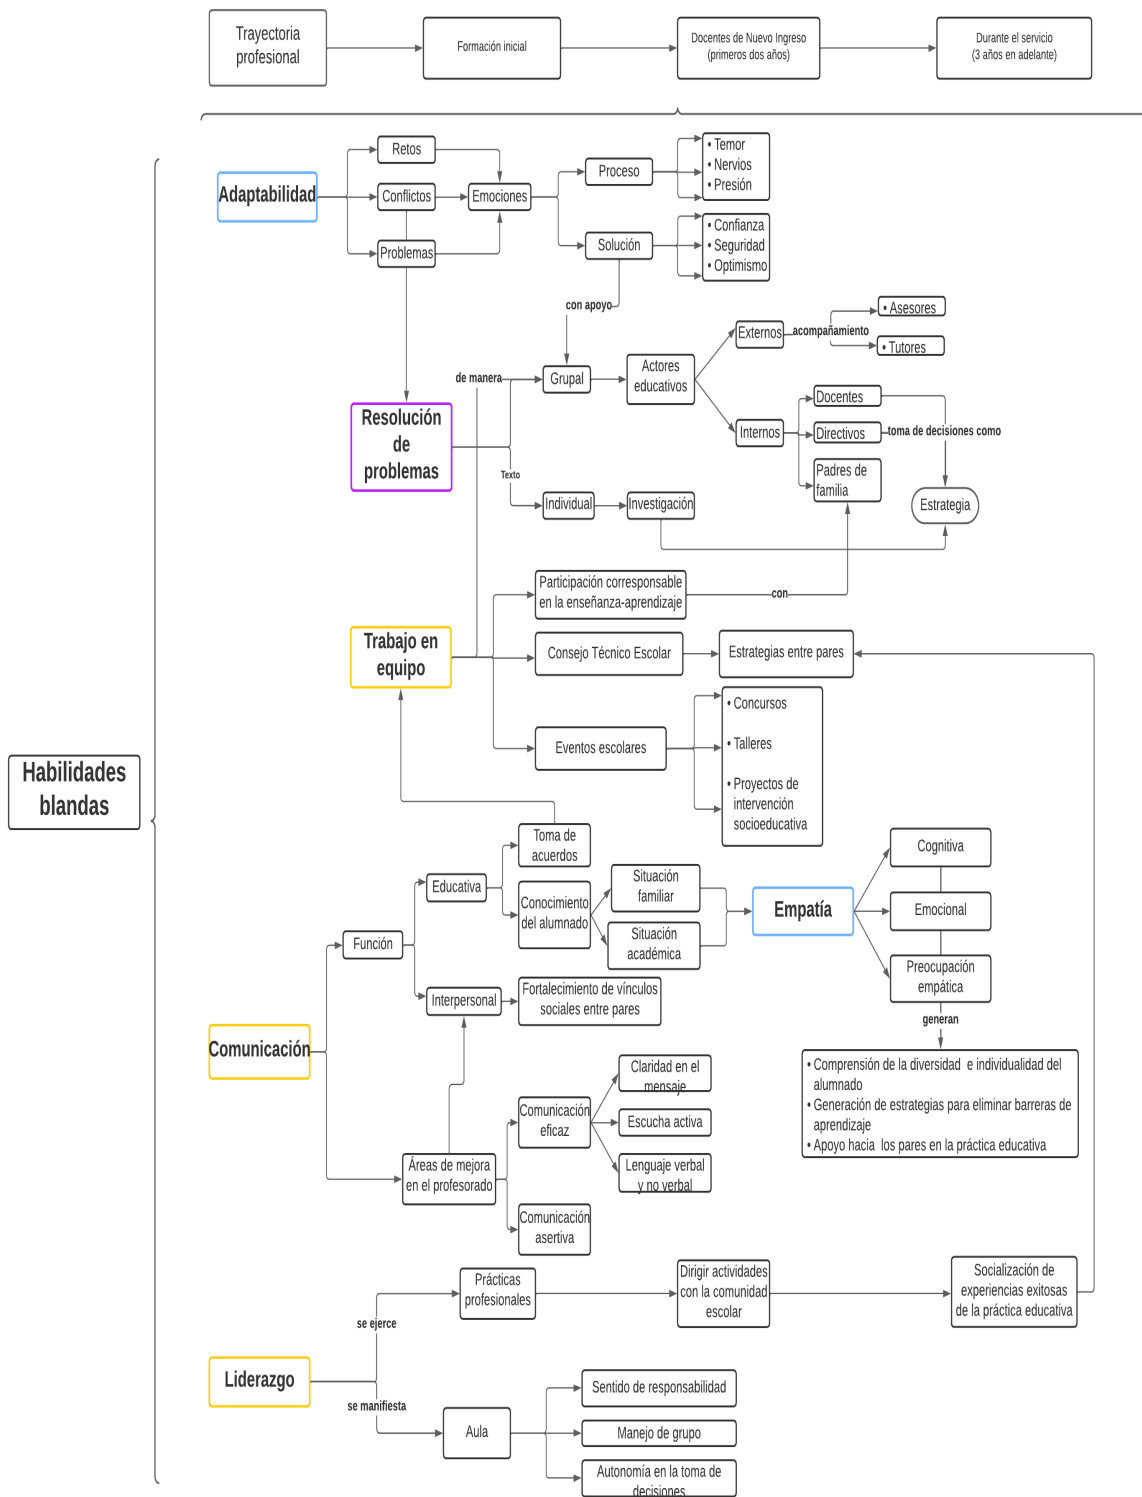 Trayectoria
profesional
Formación inicial
Docentes de Nuevo Ingreso
(primeros dos años)
Durante el servicio
(3 años en adelante)
Habilidades
blandas
Adaptabilidad
Retos
Conflictos
Problemas
Emociones
Proceso
• Temor
• Nervios
• Presión
Solución
• Confianza
• Seguridad
• Optimismo
con apoyo
Resolución
de
problemas
de manera
Texto
Grupal
Actores
educativos
Externos
acompañamiento
• Asesores
• Tutores
Internos
Docentes
Directivos
Padres de
familia
toma de decisiones como
Estrategia
Individual
Investigación
Trabajo en
equipo
Participación corresponsable
en la enseñanza-aprendizaje
con
Consejo Técnico Escolar
Estrategias entre pares
Eventos escolares
• Concursos
• Talleres
• Proyectos de
intervención
socioeducativa
Comunicación
Función
Educativa
Toma de
acuerdos
Conocimiento
del alumnado
Situación
familiar
Situación
académica
Empatía
Cognitiva
Emocional
Preocupación
empática
generan
• Comprensión de la diversidad e individualidad del
alumnado
• Generación de estrategias para eliminar barreras de
aprendizaje
• Apoyo hacia los pares en la práctica educativa
Interpersonal
Fortalecimiento de vínculos
sociales entre pares
Áreas de mejora
en el profesorado
Comunicación
eficaz
Claridad en el
mensaje
Escucha activa
Lenguaje verbal
y no verbal
Comunicación
asertiva
Liderazgo
se ejerce
Prácticas
profesionales
Dirigir actividades
con la comunidad
escolar
Socialización de
experiencias exitosas
de la práctica educativa
se manifiesta
Aula
Sentido de responsabilidad
Manejo de grupo
Autonomía en la toma de
decisiones